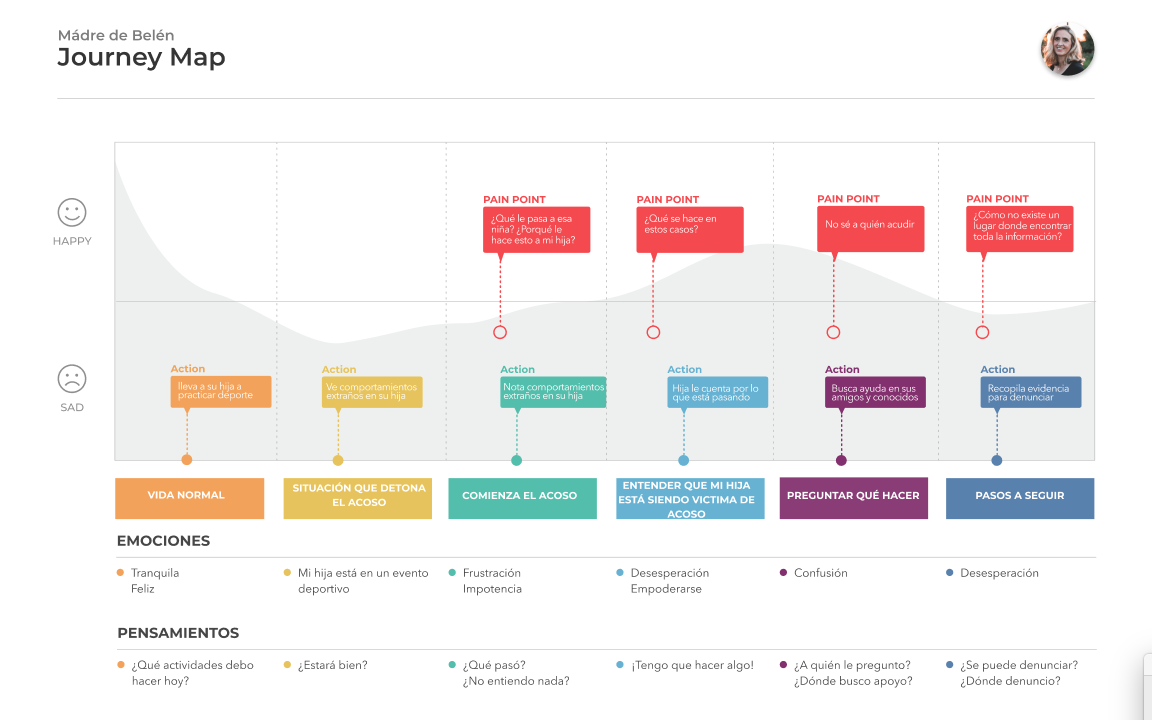 Mádre de Belén
Journey Map
HAPPY
SAD
PAIN POINT
¿Qué le pasa a esa
niña? ¿Porqué le
hace esto a mi hija?
PAIN POINT
¿Qué se hace en
estos casos?
PAIN POINT
No sé a quién acudir
PAIN POINT
¿Cómo no existe un
lugar donde encontrar
toda la información?
Action
lleva a su hija a
practicar deporte
Action
Ve comportamientos
extraños en su hija
Action
Nota comportamientos
extraños en su hija
Action
Hija le cuenta por lo
que está pasando
Action
Busca ayuda en sus
amigos y conocidos
Action
Recopila evidencia
para denunciar
VIDA NORMAL
SITUACIÓN QUE DETONA
EL ACOSO
COMIENZA EL ACOSO
ENTENDER QUE MI HIJA
ESTÁ SIENDO VICTIMA DE
ACOSO
PREGUNTAR QUÉ HACER
PASOS A SEGUIR
EMOCIONES
Tranquila
Feliz
Mi hija está en un evento
deportivo
Frustración
Impotencia
Desesperación
Empoderarse
Confusión
Desesperación
PENSAMIENTOS
¿Qué actividades debo
hacer hoy?
¿Estará bien?
¿Qué pasó?
¿No entiendo nada?
¡Tengo que hacer algo!
¿A quién le pregunto?
¿Dónde busco apoyo?
¿Se puede denunciar?
¿Dónde denuncio?